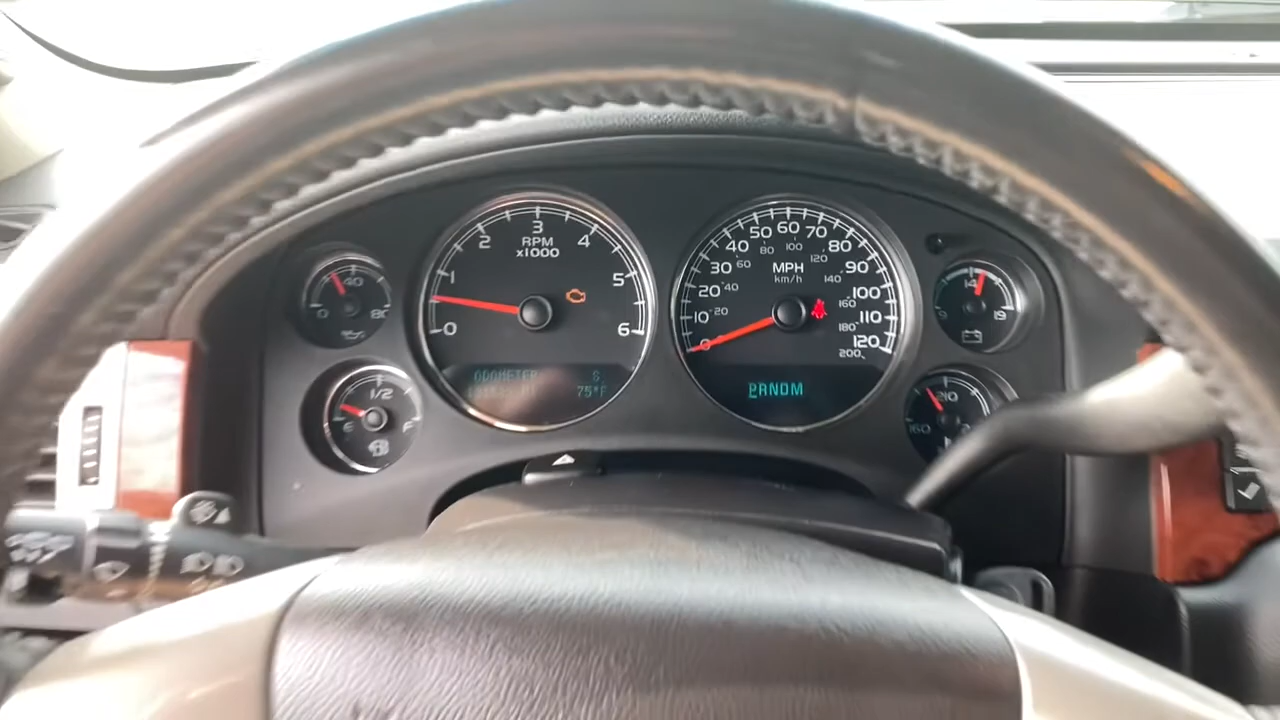 40
0 80
1/2
E F
0 1 2 3 4 5 6
RPM
x1000
ODOMETER S
75°F
0 10 20 30 40 50 60 70 80 90 100 110 120
20 40 60 80 100 120 140 160 180 200
MPH
km/h
PRNDM
14
9 19
210
160